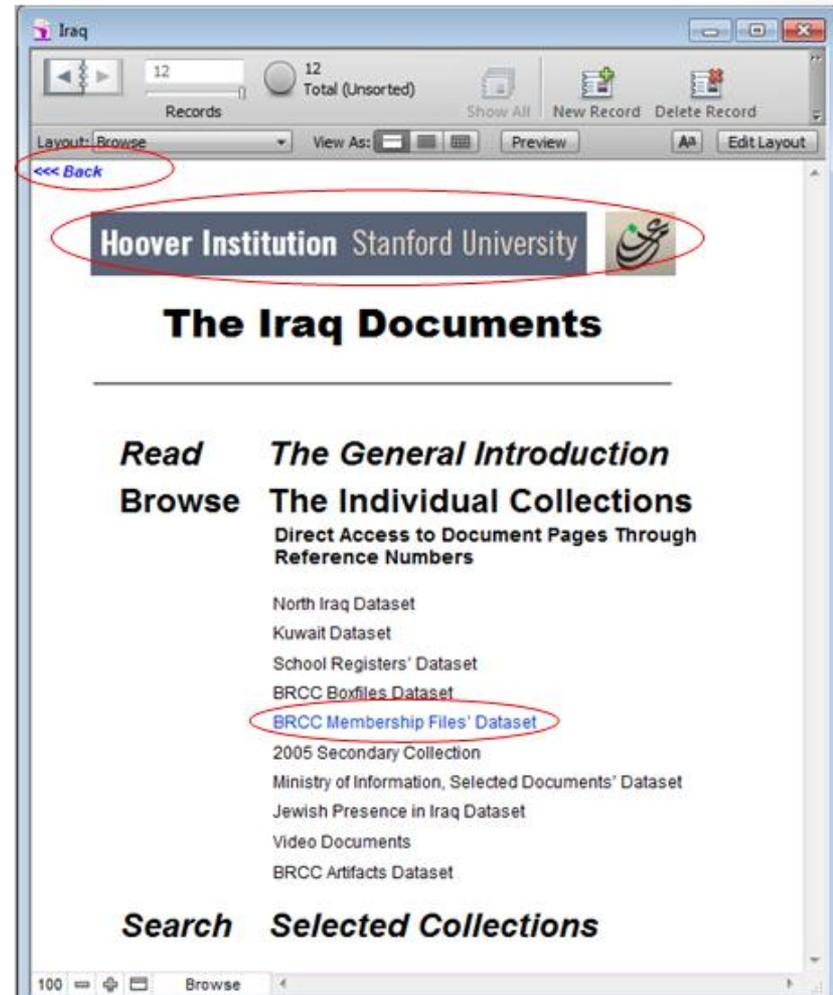 Iraq
12
12
Total (Unsorted)
Records
Show All
New Record
Delete Record
Layout: Browse
View As:
Preview
Aa
Edit Layout
<<< Back
Hoover Institution Stanford University
The Iraq Documents
Read The General Introduction
Browse The Individual Collections
Direct Access to Document Pages Through
Reference Numbers
North Iraq Dataset
Kuwait Dataset
School Registers' Dataset
BRCC Boxfiles Dataset
BRCC Membership Files' Dataset
2005 Secondary Collection
Ministry of Information, Selected Documents' Dataset
Jewish Presence in Iraq Dataset
Video Documents
BRCC Artifacts Dataset
Search Selected Collections
100
Browse